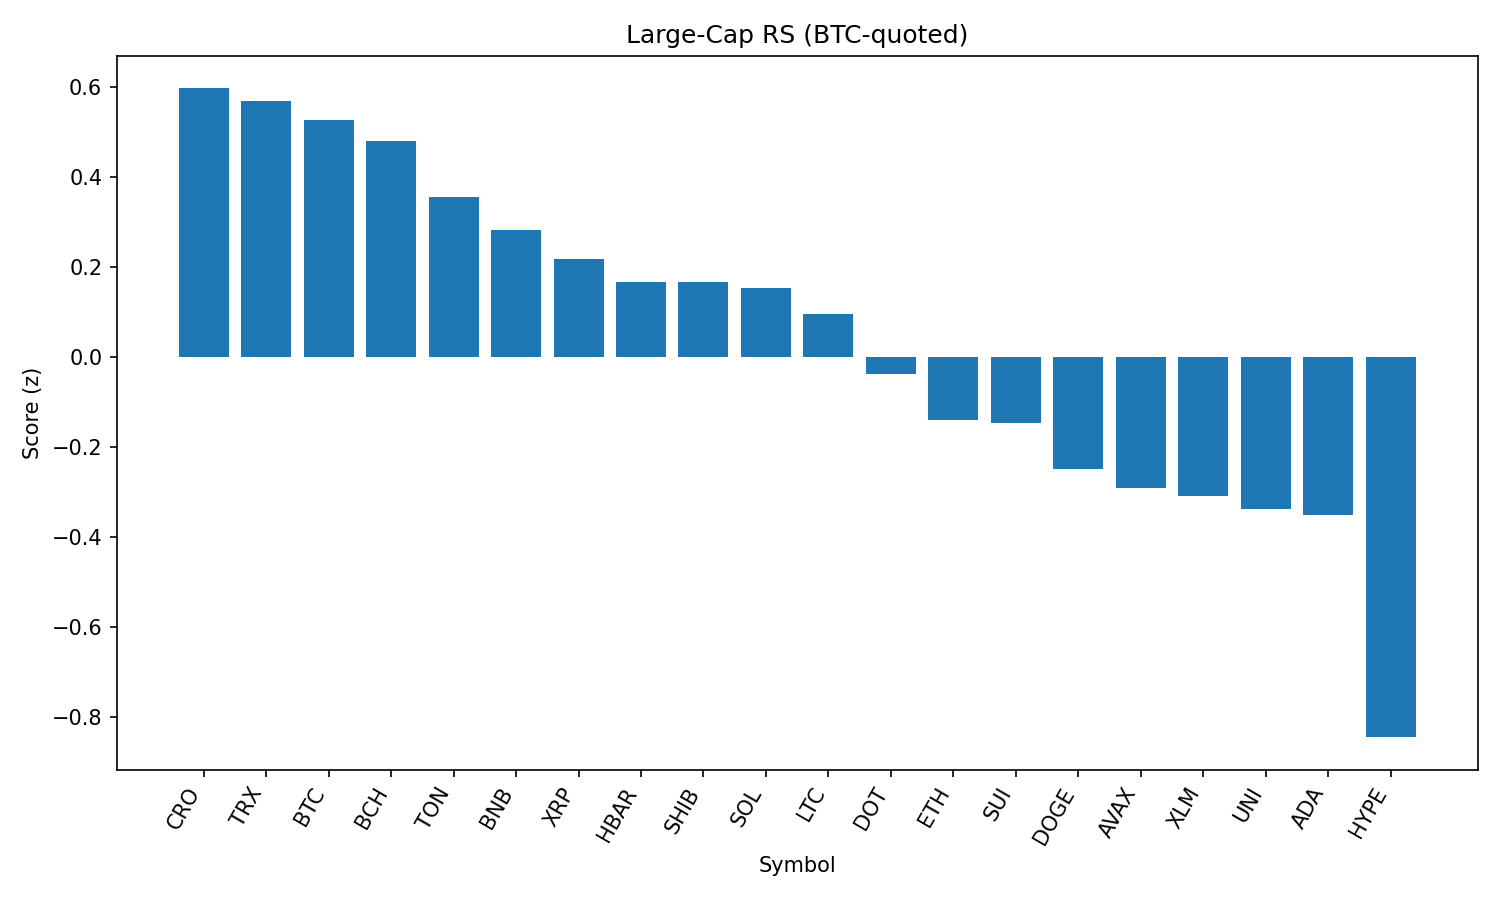 Large-Cap RS (BTC-quoted)
Score (z)
0.6
0.4
0.2
0.0
−0.2
−0.4
−0.6
−0.8
CRO
TRX
BTC
BCH
TON
BNB
XRP
HBAR
SHIB
SOL
LTC
DOT
ETH
SUI
DOGE
AVAX
XLM
UNI
ADA
HYPE
Symbol